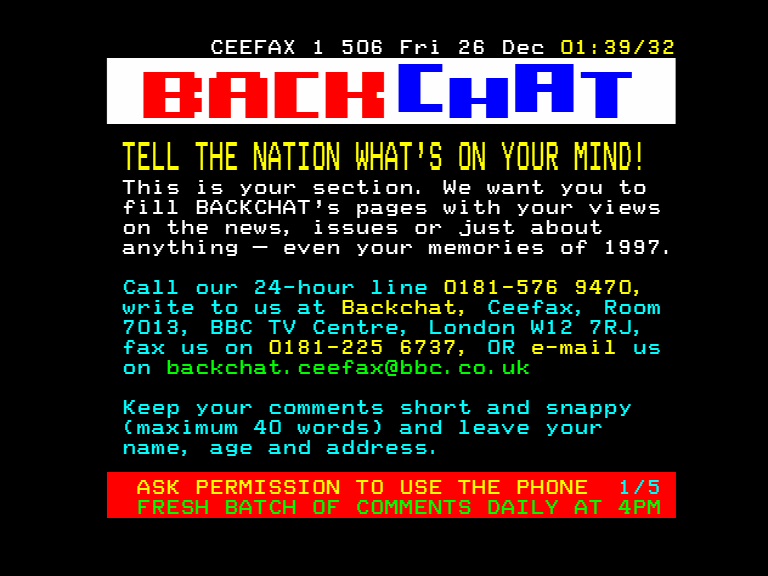 CEEFAX 1 506 Fri 26 Dec 01:39/32
BACKCHAT
TELL THE NATION WHAT'S ON YOUR MIND!
This is your section. We want you to
fill BACKCHAT's pages with your views
on the news, issues or just about
anything — even your memories of 1997.
Call our 24-hour line 0181-576 9470,
write to us at Backchat, Ceefax, Room
7013, BBC TV Centre, London W12 7RJ,
fax us on 0181-225 6737, OR e-mail us
on backchat.ceefax@bbc.co.uk
Keep your comments short and snappy
(maximum 40 words) and leave your
name, age and address.
ASK PERMISSION TO USE THE PHONE 1/5
FRESH BATCH OF COMMENTS DAILY AT 4PM